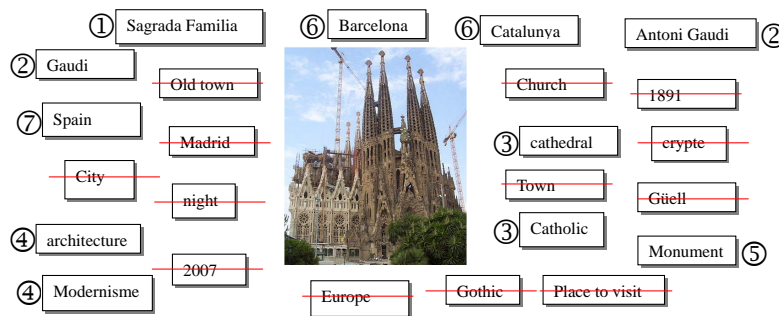 ① Sagrada Familia
⑥ Barcelona
⑥ Catalunya
Antoni Gaudi ②
② Gaudi
Old town
Church
1891
⑦ Spain
Madrid
③ cathedral
crypte
City
night
Town
Güell
④ architecture
③ Catholic
Monument ⑤
2007
④ Modernisme
Europe
Gothic
Place to visit